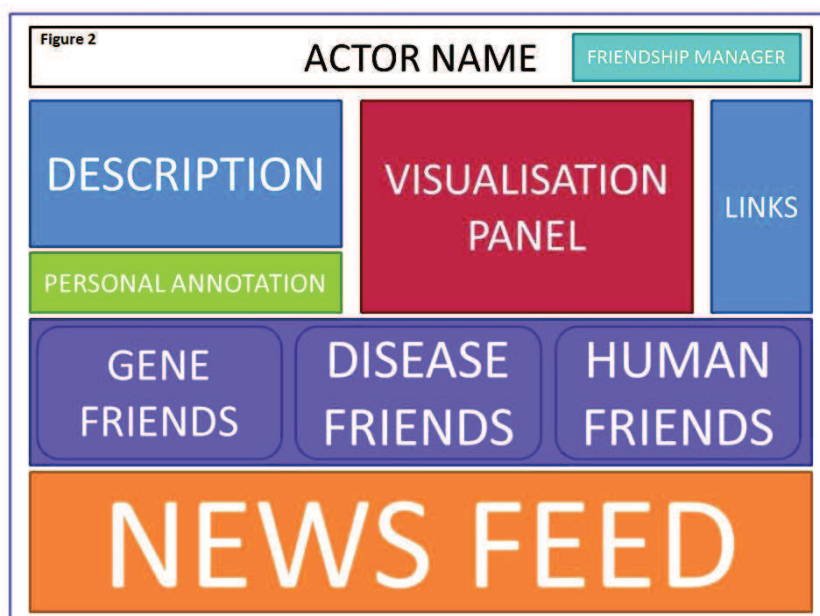 Figure 2
ACTOR NAME
FRIENDSHIP MANAGER
DESCRIPTION
PERSONAL ANNOTATION
VISUALISATION
PANEL
LINKS
GENE
FRIENDS
DISEASE
FRIENDS
HUMAN
FRIENDS
NEWS FEED